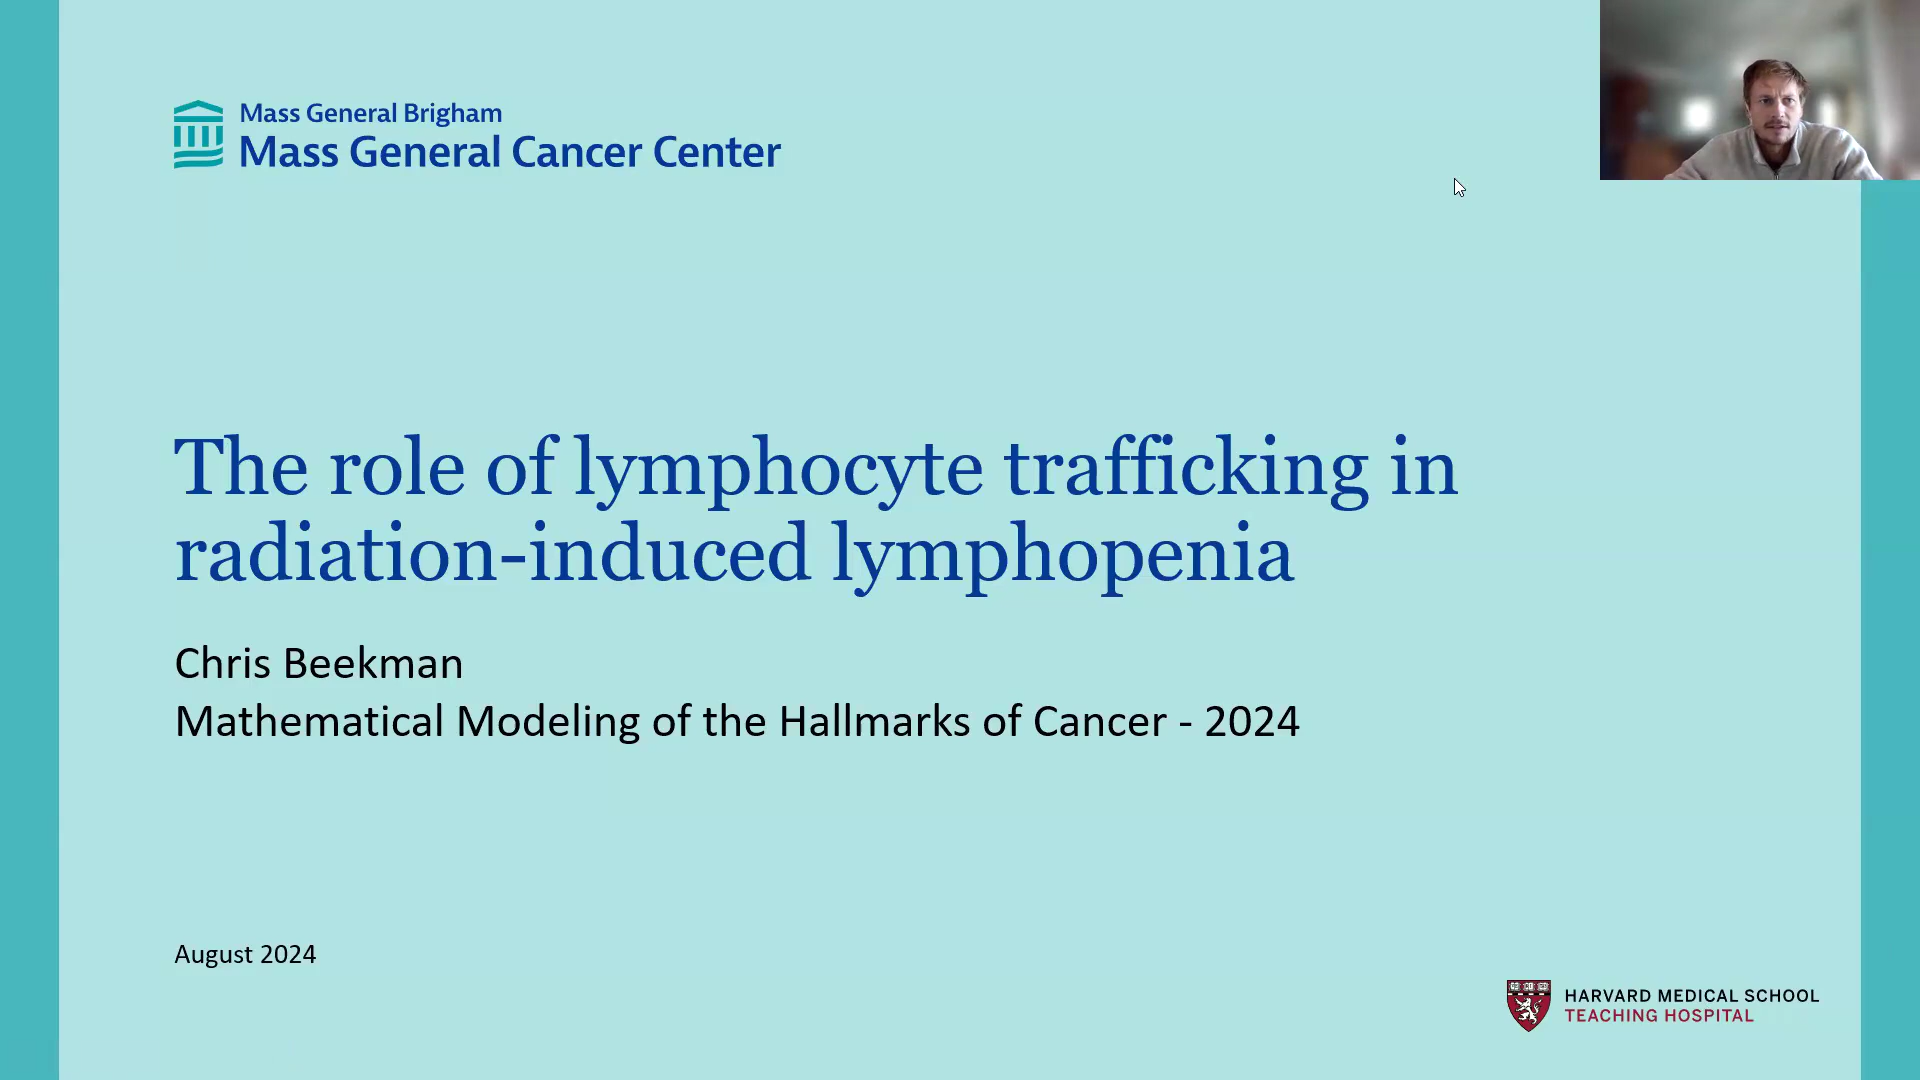 Mass General Brigham
Mass General Cancer Center
The role of lymphocyte trafficking in
radiation-induced lymphopenia
Chris Beekman
Mathematical Modeling of the Hallmarks of Cancer - 2024
August 2024
HARVARD MEDICAL SCHOOL
TEACHING HOSPITAL